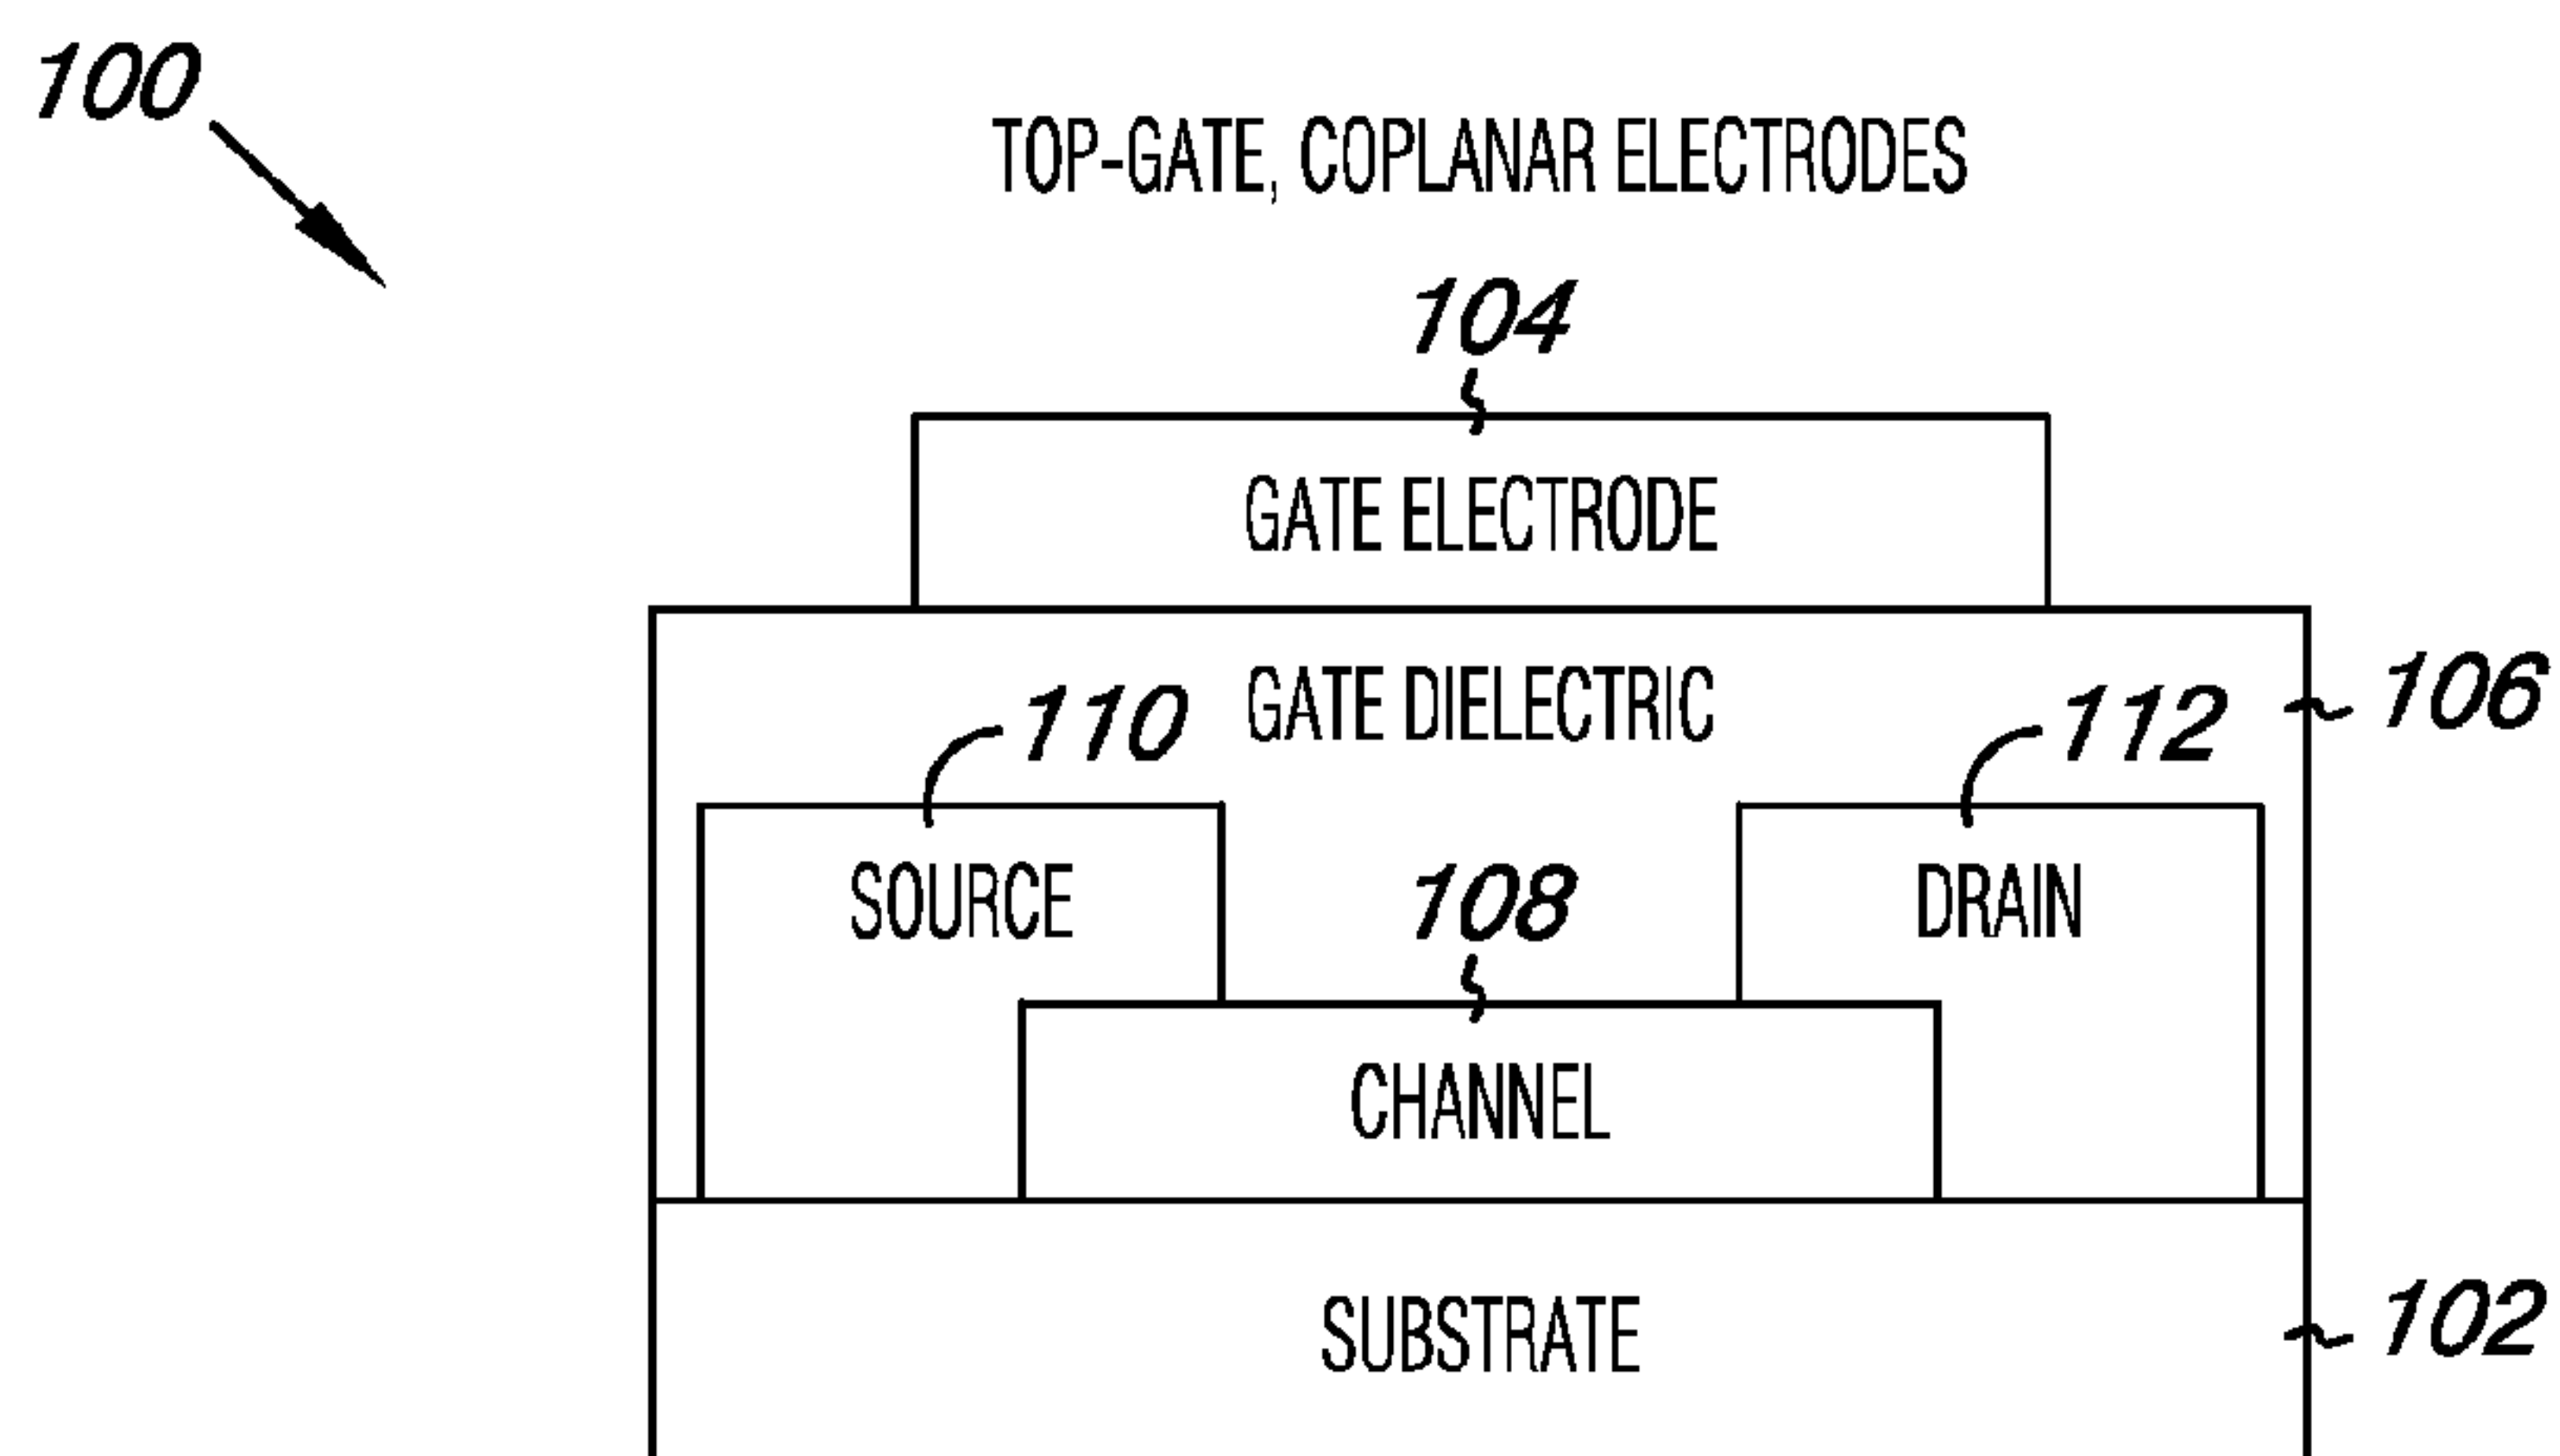 100
TOP-GATE, COPLANAR ELECTRODES
104
GATE ELECTRODE
GATE DIELECTRIC
106
110
112
SOURCE
108
DRAIN
CHANNEL
SUBSTRATE
102